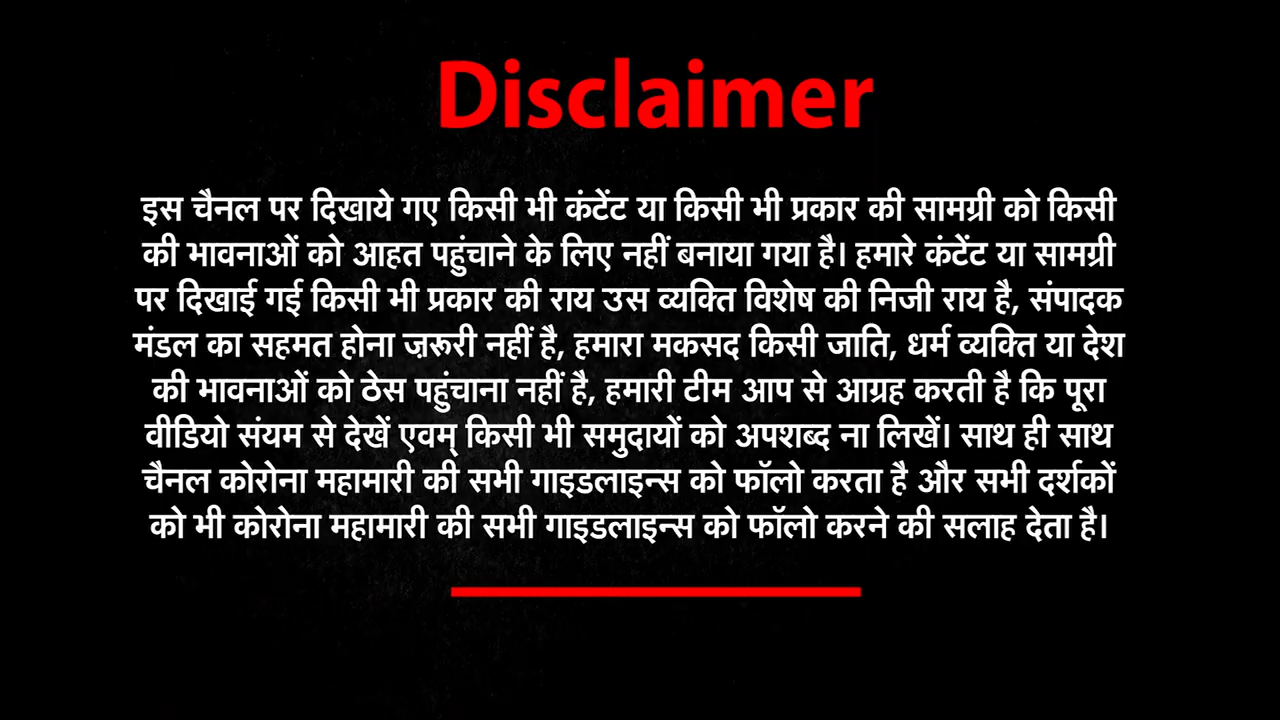 Disclaimer
इस चैनल पर दिखाये गए किसी भी कंटेंट या किसी भी प्रकार की सामग्री को किसी
की भावनाओं को आहत पहुंचाने के लिए नहीं बनाया गया है। हमारे कंटेंट या सामग्री
पर दिखाई गई किसी भी प्रकार की राय उस व्यक्ति विशेष की निजी राय है, संपादक
मंडल का सहमत होना ज़रूरी नहीं है, हमारा मकसद किसी जाति, धर्म व्यक्ति या देश
की भावनाओं को ठेस पहुंचाना नहीं है, हमारी टीम आप से आग्रह करती है कि पूरा
वीडियो संयम से देखें एवम् किसी भी समुदायों को अपशब्द ना लिखें। साथ ही साथ
चैनल कोरोना महामारी की सभी गाइडलाइन्स को फॉलो करता है और सभी दर्शकों
को भी कोरोना महामारी की सभी गाइडलाइन्स को फॉलो करने की सलाह देता है।